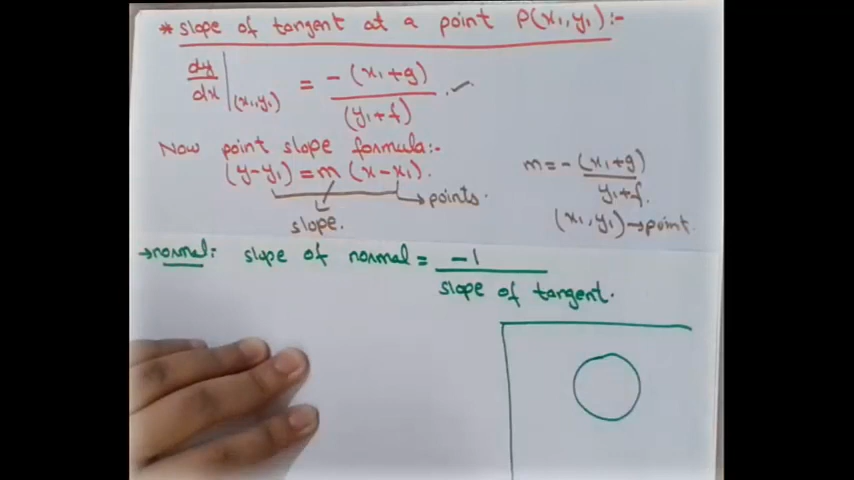 *slope of tangent at a point P(x₁,y₁):-
dy/dx|(x₁,y₁) = -(x₁+g)/(y₁+f). ✓
Now point slope formula:-
(y-y₁) = m (x-x₁).
slope.
→points.
m = -(x₁+g)/y₁+f.
(x₁,y₁)→point.
→normal: slope of normal = -1/slope of tangent.